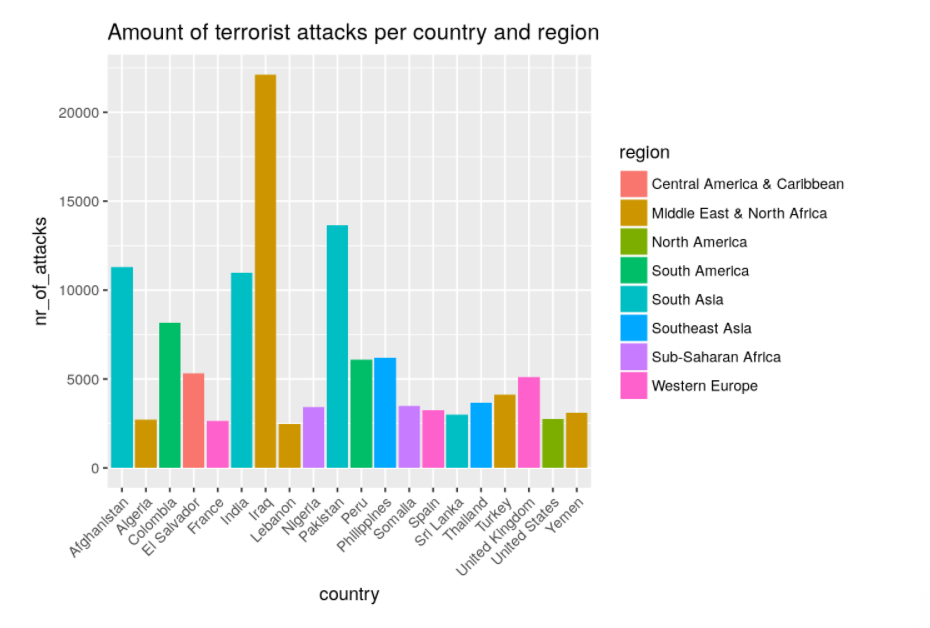 Amount of terrorist attacks per country and region
nr_of_attacks
20000
15000
10000
5000
0
Afghanistan
Algeria
Colombia
El Salvador
France
India
Iraq
Lebanon
Nigeria
Pakistan
Peru
Philippines
Somalia
Spain
Sri Lanka
Thailand
Turkey
United Kingdom
United States
Yemen
country
region
Central America & Caribbean
Middle East & North Africa
North America
South America
South Asia
Southeast Asia
Sub-Saharan Africa
Western Europe